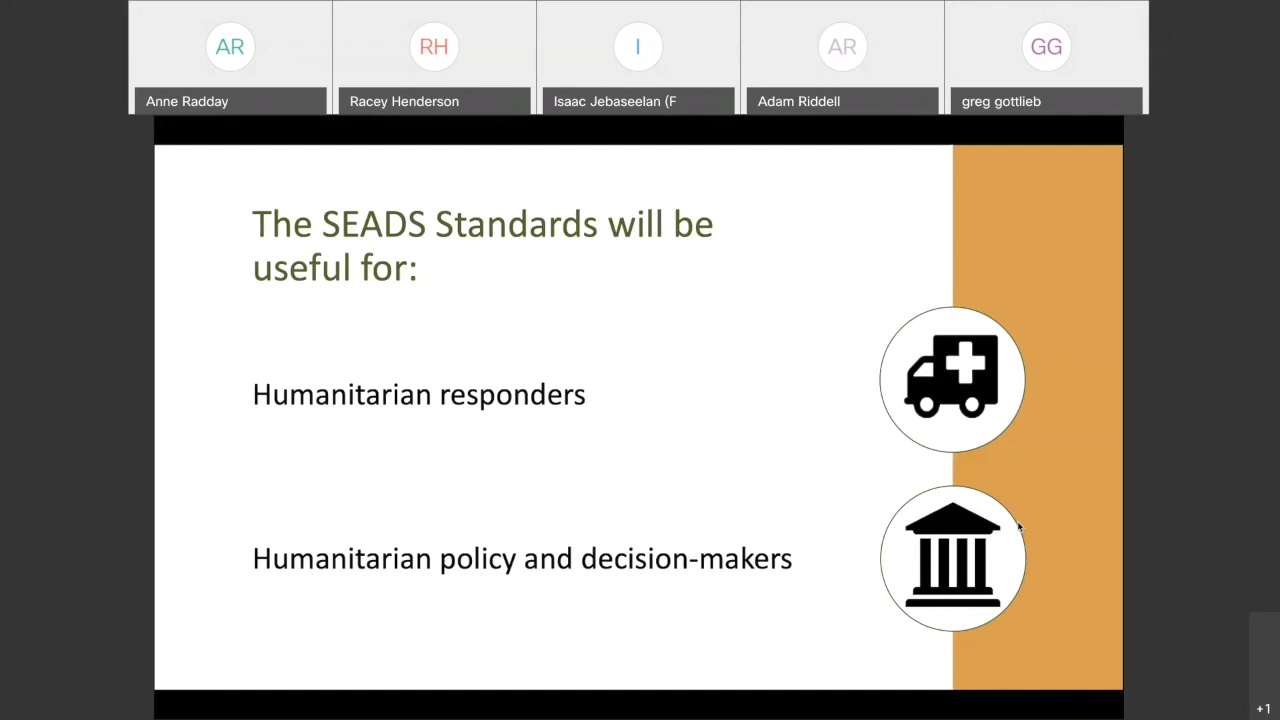 AR
RH
I
AR
GG
Anne Radday
Racey Henderson
Isaac Jebaseelan (F
Adam Riddell
greg gottlieb
The SEADS Standards will be
useful for:
Humanitarian responders
Humanitarian policy and decision-makers
+1